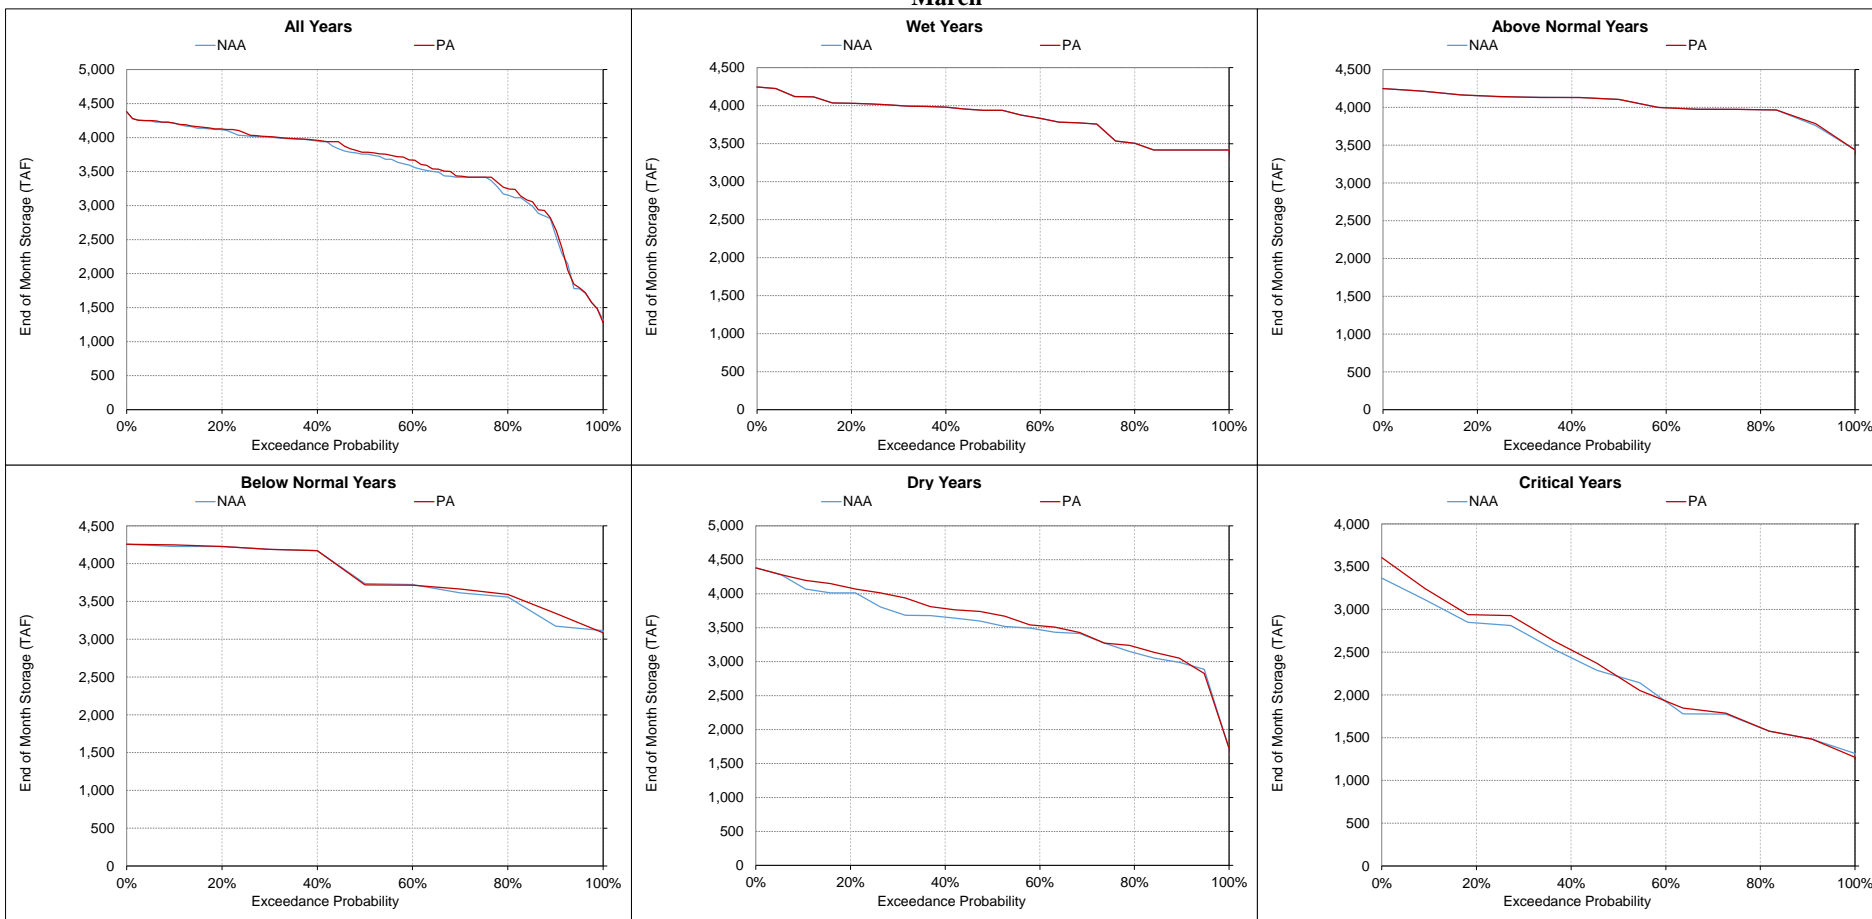 March
All Years
NAA PA
5,000
4,500
4,000
3,500
3,000
2,500
2,000
1,500
1,000
500
0
End of Month Storage (TAF)
0% 20% 40% 60% 80% 100%
Exceedance Probability
Wet Years
NAA PA
4,500
4,000
3,500
3,000
2,500
2,000
1,500
1,000
500
0
End of Month Storage (TAF)
0% 20% 40% 60% 80% 100%
Exceedance Probability
Above Normal Years
NAA PA
4,500
4,000
3,500
3,000
2,500
2,000
1,500
1,000
500
0
End of Month Storage (TAF)
0% 20% 40% 60% 80% 100%
Exceedance Probability
Below Normal Years
NAA PA
4,500
4,000
3,500
3,000
2,500
2,000
1,500
1,000
500
0
End of Month Storage (TAF)
0% 20% 40% 60% 80% 100%
Exceedance Probability
Dry Years
NAA PA
5,000
4,500
4,000
3,500
3,000
2,500
2,000
1,500
1,000
500
0
End of Month Storage (TAF)
0% 20% 40% 60% 80% 100%
Exceedance Probability
Critical Years
NAA PA
4,000
3,500
3,000
2,500
2,000
1,500
1,000
500
0
End of Month Storage (TAF)
0% 20% 40% 60% 80% 100%
Exceedance Probability